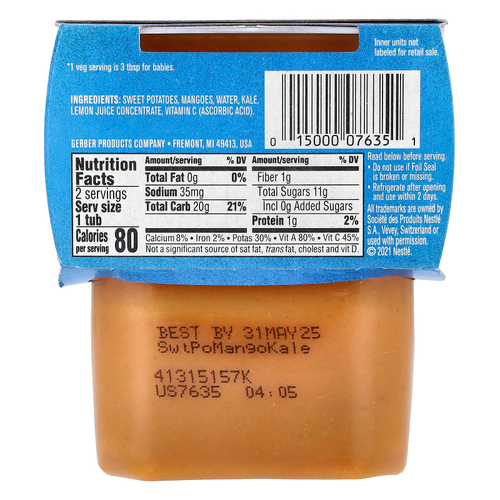 Inner units not
labeled for retail sale.
*1 veg serving is 3 tbsp for babies.
INGREDIENTS: SWEET POTATOES, MANGOES, WATER, KALE,
LEMON JUICE CONCENTRATE, VITAMIN C (ASCORBIC ACID).
GERBER PRODUCTS COMPANY • FREMONT, MI 49413, USA
0 15000 07635 1
Nutrition
Facts
2 servings
Serv size
1 tub
Calories 80
per serving
Amount/serving % DV
Total Fat 0g 0%
Sodium 35mg
Total Carb 20g 21%
Amount/serving % DV
Fiber 1g
Total Sugars 11g
Incl 0g Added Sugars
Protein 1g 2%
Calcium 8% • Iron 2% • Potas 30% • Vit A 80% • Vit C 45%
Not a significant source of sat fat, trans fat, cholest and vit D.
Read below before serving.
• Do not use if Foil Seal
is broken or missing.
• Refrigerate after opening
and use within 2 days.
All trademarks are owned by
Société des Produits Nestlé
S.A., Vevey, Switzerland or
used with permission.
© 2021 Nestlé.
BEST BY 31MAY25
SwtPoMangoKale
41315157K
US7635 04:05